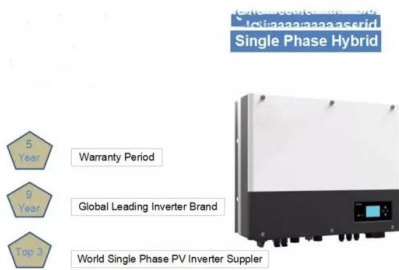 Single Phase Hybrid
5
Year
Warranty Period
9
Year
Global Leading Inverter Brand
Top 3
World Single Phase PV Inverter Suppler